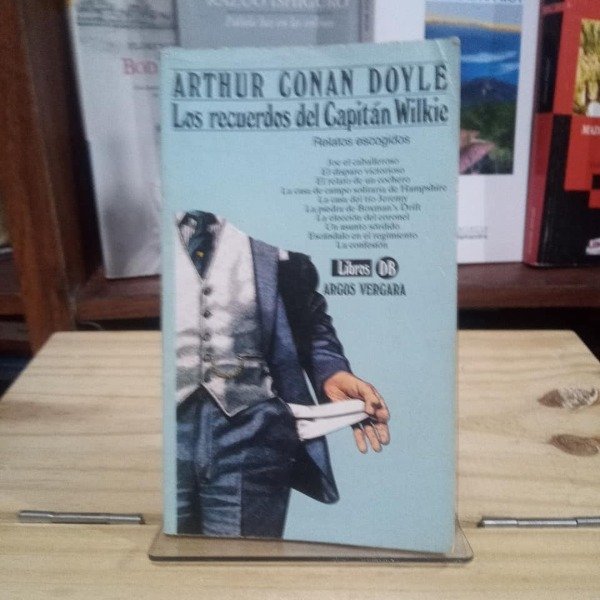 ARTHUR CONAN DOYLE
Los recuerdos del Capitán Wilkie
Relatos escogidos
Joe el caballeroso
El disparo victorioso
El relato de un cochero
La casa de campo solitaria de Hampshire
La casa del tío Jeremy
La piedra de Boxman's Drift
La elección del coronel
Un asunto sórdido
Escándalo en el regimiento
La confesión
Libros DB
ARGOS VERGARA